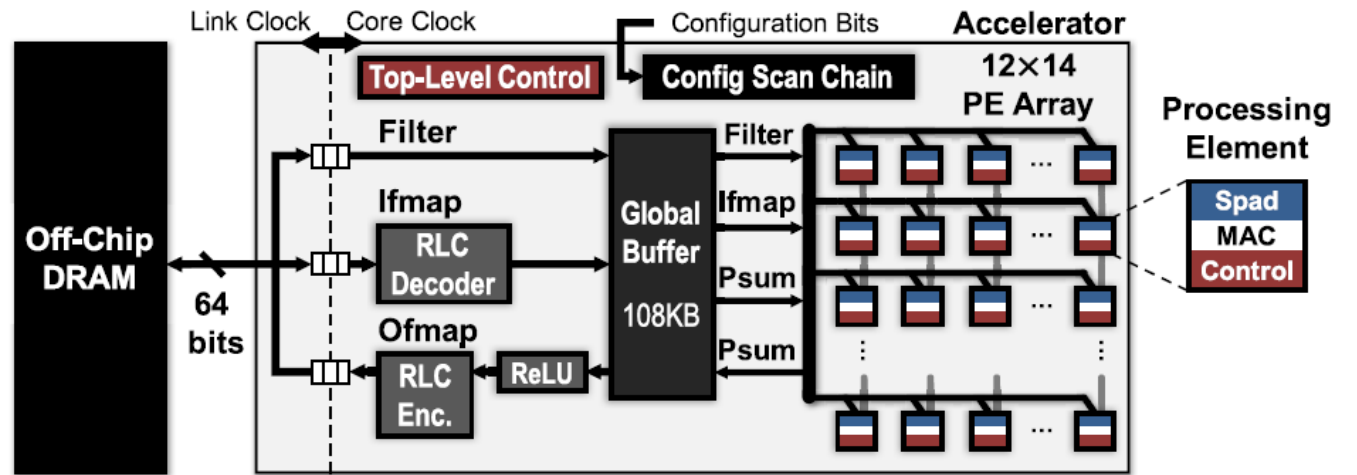 Link Clock
Core Clock
Configuration Bits
Accelerator
Top-Level Control
Config Scan Chain
12×14
PE Array
Processing
Element
Filter
Filter
Ifmap
RLC
Decoder
Global
Buffer
108KB
Ifmap
Psum
Psum
Off-Chip
DRAM
64
bits
Ofmap
RLC
Enc.
ReLU
Spad
MAC
Control
...
...
...
...
...
...